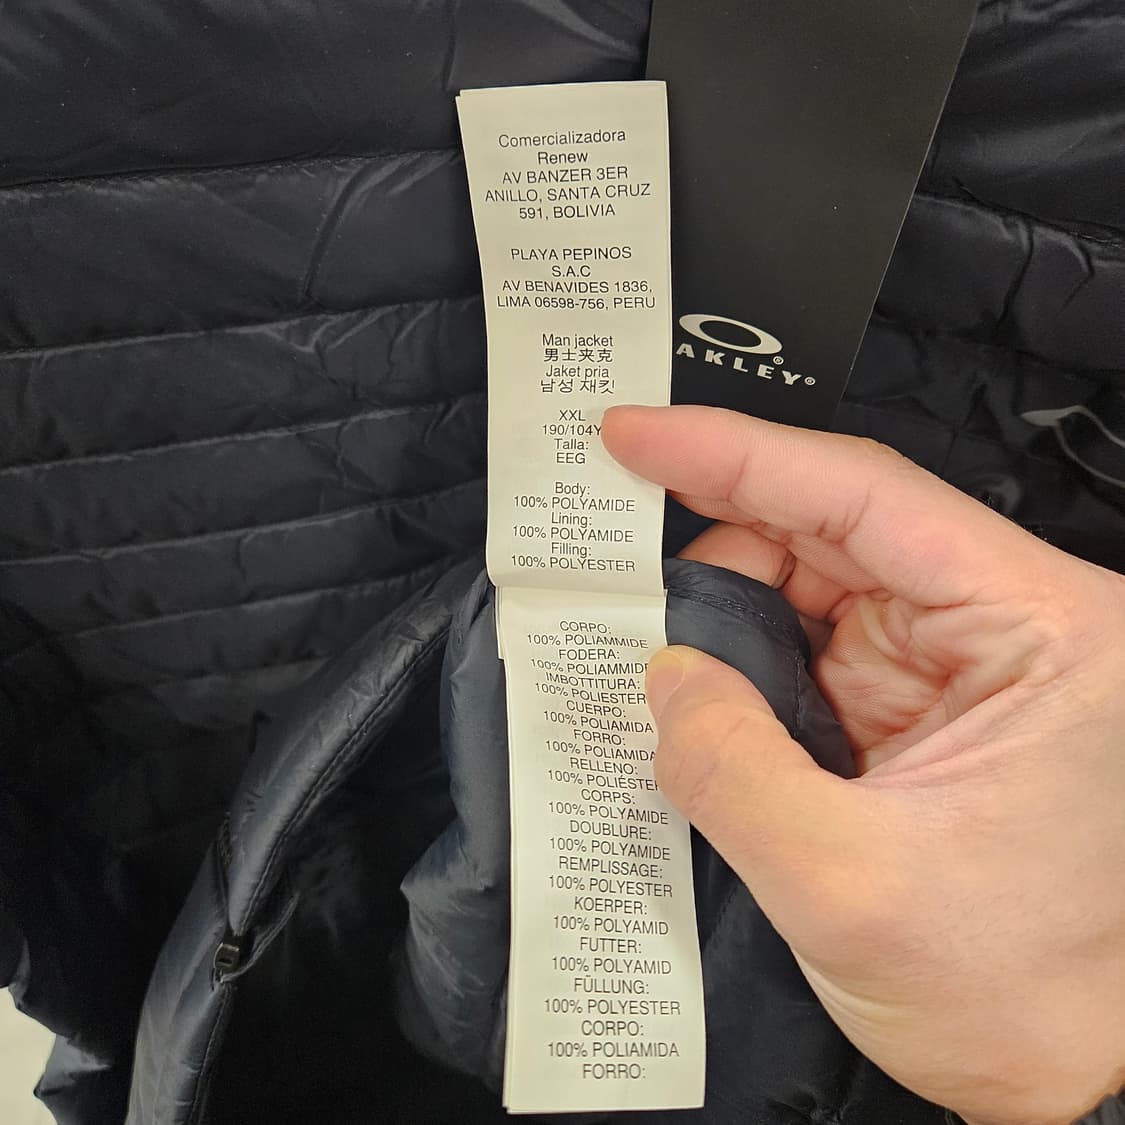 Comercializadora
Renew
AV BANZER 3ER
ANILLO, SANTA CRUZ
591, BOLIVIA
PLAYA PEPINOS
S.A.C
AV BENAVIDES 1836,
LIMA 06598-756, PERU
Man jacket
男士夹克
Jaket pria
남성 재킷
XXL
190/104Y
Talla:
EEG
Body:
100% POLYAMIDE
Lining:
100% POLYAMIDE
Filling:
100% POLYESTER
CORPO:
100% POLIAMMIDE
FODERA:
100% POLIAMMIDE
IMBOTTITURA:
100% POLIESTER
CUERPO:
100% POLIAMIDA
FORRO:
100% POLIAMIDA
RELLENO:
100% POLIÉSTER
CORPS:
100% POLYAMIDE
DOUBLURE:
100% POLYAMIDE
REMPLISSAGE:
100% POLYESTER
KOERPER:
100% POLYAMID
FUTTER:
100% POLYAMID
FÜLLUNG:
100% POLYESTER
CORPO:
100% POLIAMIDA
FORRO:
OAKLEY®